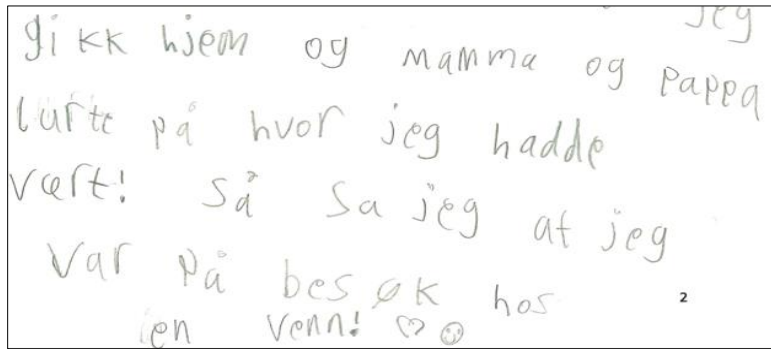 jeg
gikk hjem og mamma og pappa
lurte på hvor jeg hadde
vært! Så sa jeg at jeg
var på besøk hos
en venn! ♡☺
2